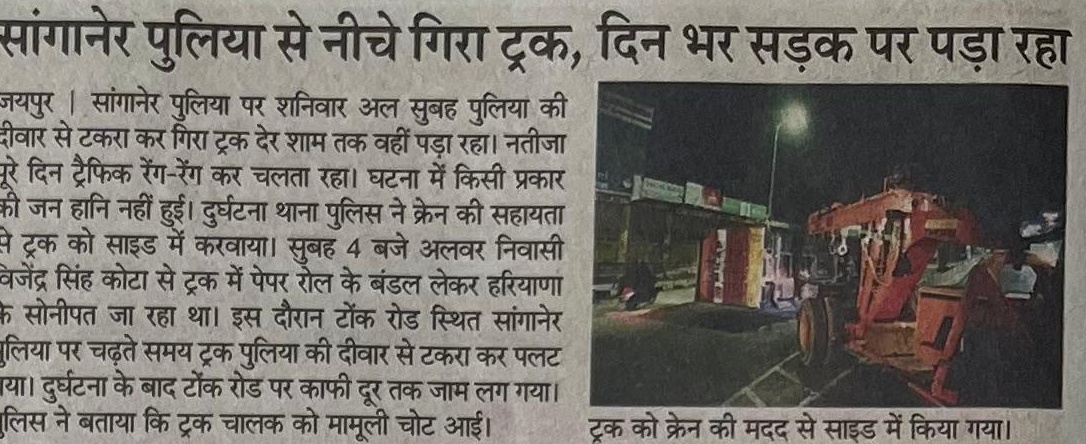 सांगानेर पुलिया से नीचे गिरा ट्रक, दिन भर सड़क पर पड़ा रहा
जयपुर | सांगानेर पुलिया पर शनिवार अल सुबह पुलिया की
दीवार से टकरा कर गिरा ट्रक देर शाम तक वहीं पड़ा रहा। नतीजा
पूरे दिन ट्रैफिक रेंग-रेंग कर चलता रहा। घटना में किसी प्रकार
की जन हानि नहीं हुई। दुर्घटना थाना पुलिस ने क्रेन की सहायता
से ट्रक को साइड में करवाया। सुबह 4 बजे अलवर निवासी
विजेंद्र सिंह कोटा से ट्रक में पेपर रोल के बंडल लेकर हरियाणा
के सोनीपत जा रहा था। इस दौरान टोंक रोड स्थित सांगानेर
पुलिया पर चढ़ते समय ट्रक पुलिया की दीवार से टकरा कर पलट
गया। दुर्घटना के बाद टोंक रोड पर काफी दूर तक जाम लग गया।
पुलिस ने बताया कि ट्रक चालक को मामूली चोट आई।
ट्रक को क्रेन की मदद से साइड में किया गया।